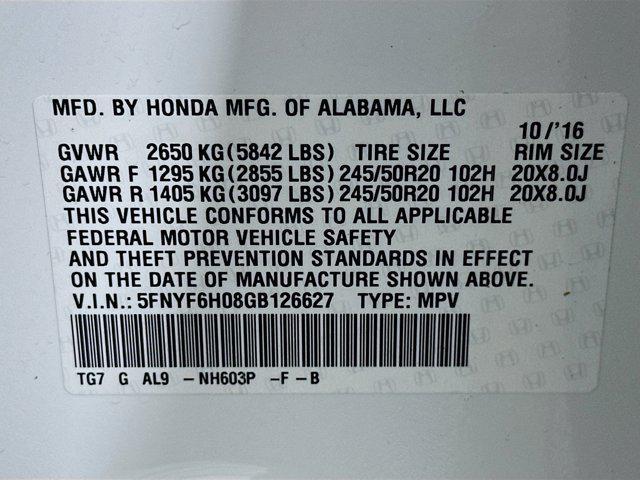 MFD. BY HONDA MFG. OF ALABAMA, LLC
10/'16
GVWR 2650 KG(5842 LBS) TIRE SIZE RIM SIZE
GAWR F 1295 KG(2855 LBS) 245/50R20 102H 20X8.0J
GAWR R 1405 KG(3097 LBS) 245/50R20 102H 20X8.0J
THIS VEHICLE CONFORMS TO ALL APPLICABLE
FEDERAL MOTOR VEHICLE SAFETY
AND THEFT PREVENTION STANDARDS IN EFFECT
ON THE DATE OF MANUFACTURE SHOWN ABOVE.
V.I.N.: 5FNYF6H08GB126627 TYPE: MPV
TG7 G AL9 -NH603P -F-B